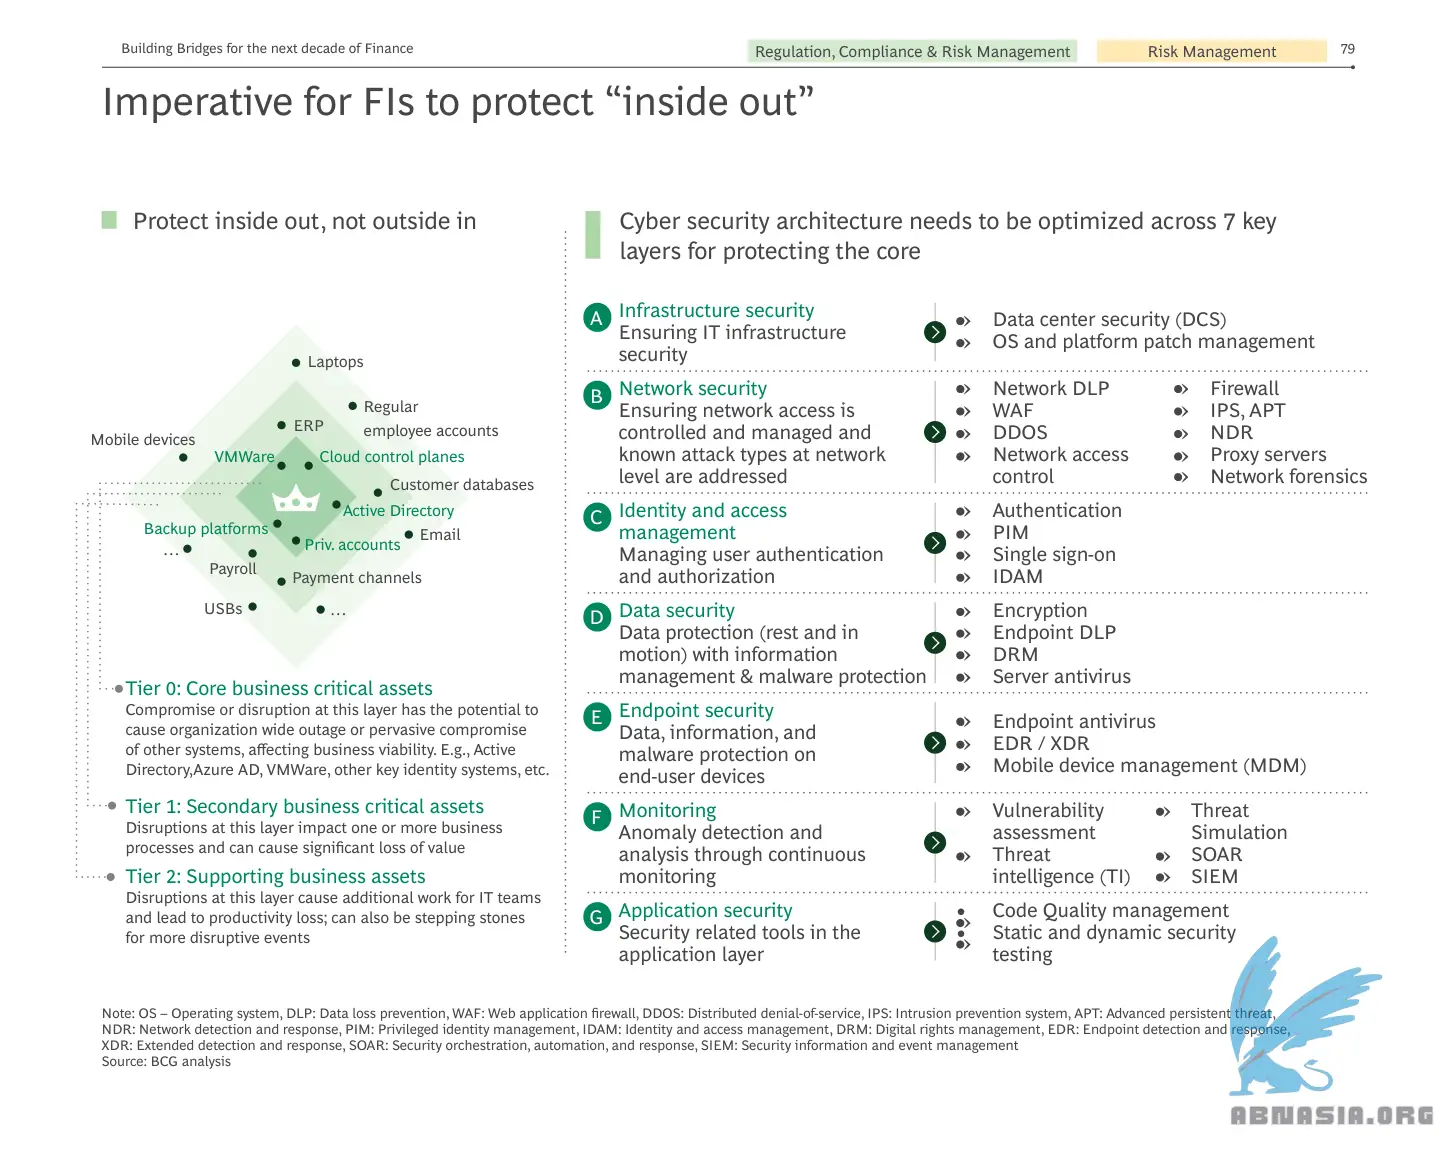 Building Bridges for the next decade of Finance
Regulation, Compliance & Risk Management
Risk Management
79
Imperative for FIs to protect “inside out”
Protect inside out, not outside in
Laptops
Regular
employee accounts
ERP
Mobile devices
VMWare
Cloud control planes
Customer databases
Active Directory
Backup platforms
Email
Priv. accounts
...
Payroll
Payment channels
USBs
...
Tier 0: Core business critical assets
Compromise or disruption at this layer has the potential to
cause organization wide outage or pervasive compromise
of other systems, affecting business viability. E.g., Active
Directory,Azure AD, VMWare, other key identity systems, etc.
Tier 1: Secondary business critical assets
Disruptions at this layer impact one or more business
processes and can cause significant loss of value
Tier 2: Supporting business assets
Disruptions at this layer cause additional work for IT teams
and lead to productivity loss; can also be stepping stones
for more disruptive events
Cyber security architecture needs to be optimized across 7 key
layers for protecting the core
A
Infrastructure security
Ensuring IT infrastructure
security
Data center security (DCS)
OS and platform patch management
B
Network security
Ensuring network access is
controlled and managed and
known attack types at network
level are addressed
Network DLP
WAF
DDOS
Network access
control
Firewall
IPS, APT
NDR
Proxy servers
Network forensics
C
Identity and access
management
Managing user authentication
and authorization
Authentication
PIM
Single sign-on
IDAM
D
Data security
Data protection (rest and in
motion) with information
management & malware protection
Encryption
Endpoint DLP
DRM
Server antivirus
E
Endpoint security
Data, information, and
malware protection on
end-user devices
Endpoint antivirus
EDR / XDR
Mobile device management (MDM)
F
Monitoring
Anomaly detection and
analysis through continuous
monitoring
Vulnerability
assessment
Threat
intelligence (TI)
Threat
Simulation
SOAR
SIEM
G
Application security
Security related tools in the
application layer
Code Quality management
Static and dynamic security
testing
Note: OS – Operating system, DLP: Data loss prevention, WAF: Web application firewall, DDOS: Distributed denial-of-service, IPS: Intrusion prevention system, APT: Advanced persistent threat,
NDR: Network detection and response, PIM: Privileged identity management, IDAM: Identity and access management, DRM: Digital rights management, EDR: Endpoint detection and response,
XDR: Extended detection and response, SOAR: Security orchestration, automation, and response, SIEM: Security information and event management
Source: BCG analysis
ABNASIA.ORG